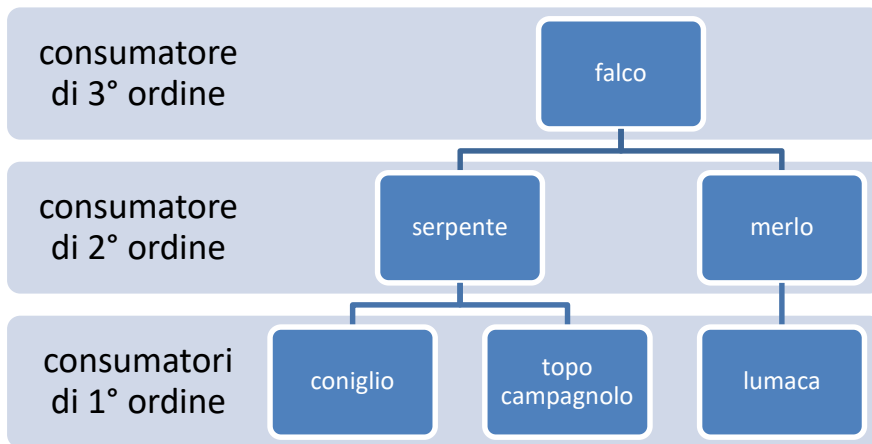 consumatore
di 3° ordine
falco
consumatore
di 2° ordine
serpente
merlo
consumatori
di 1° ordine
coniglio
topo
campagnolo
lumaca